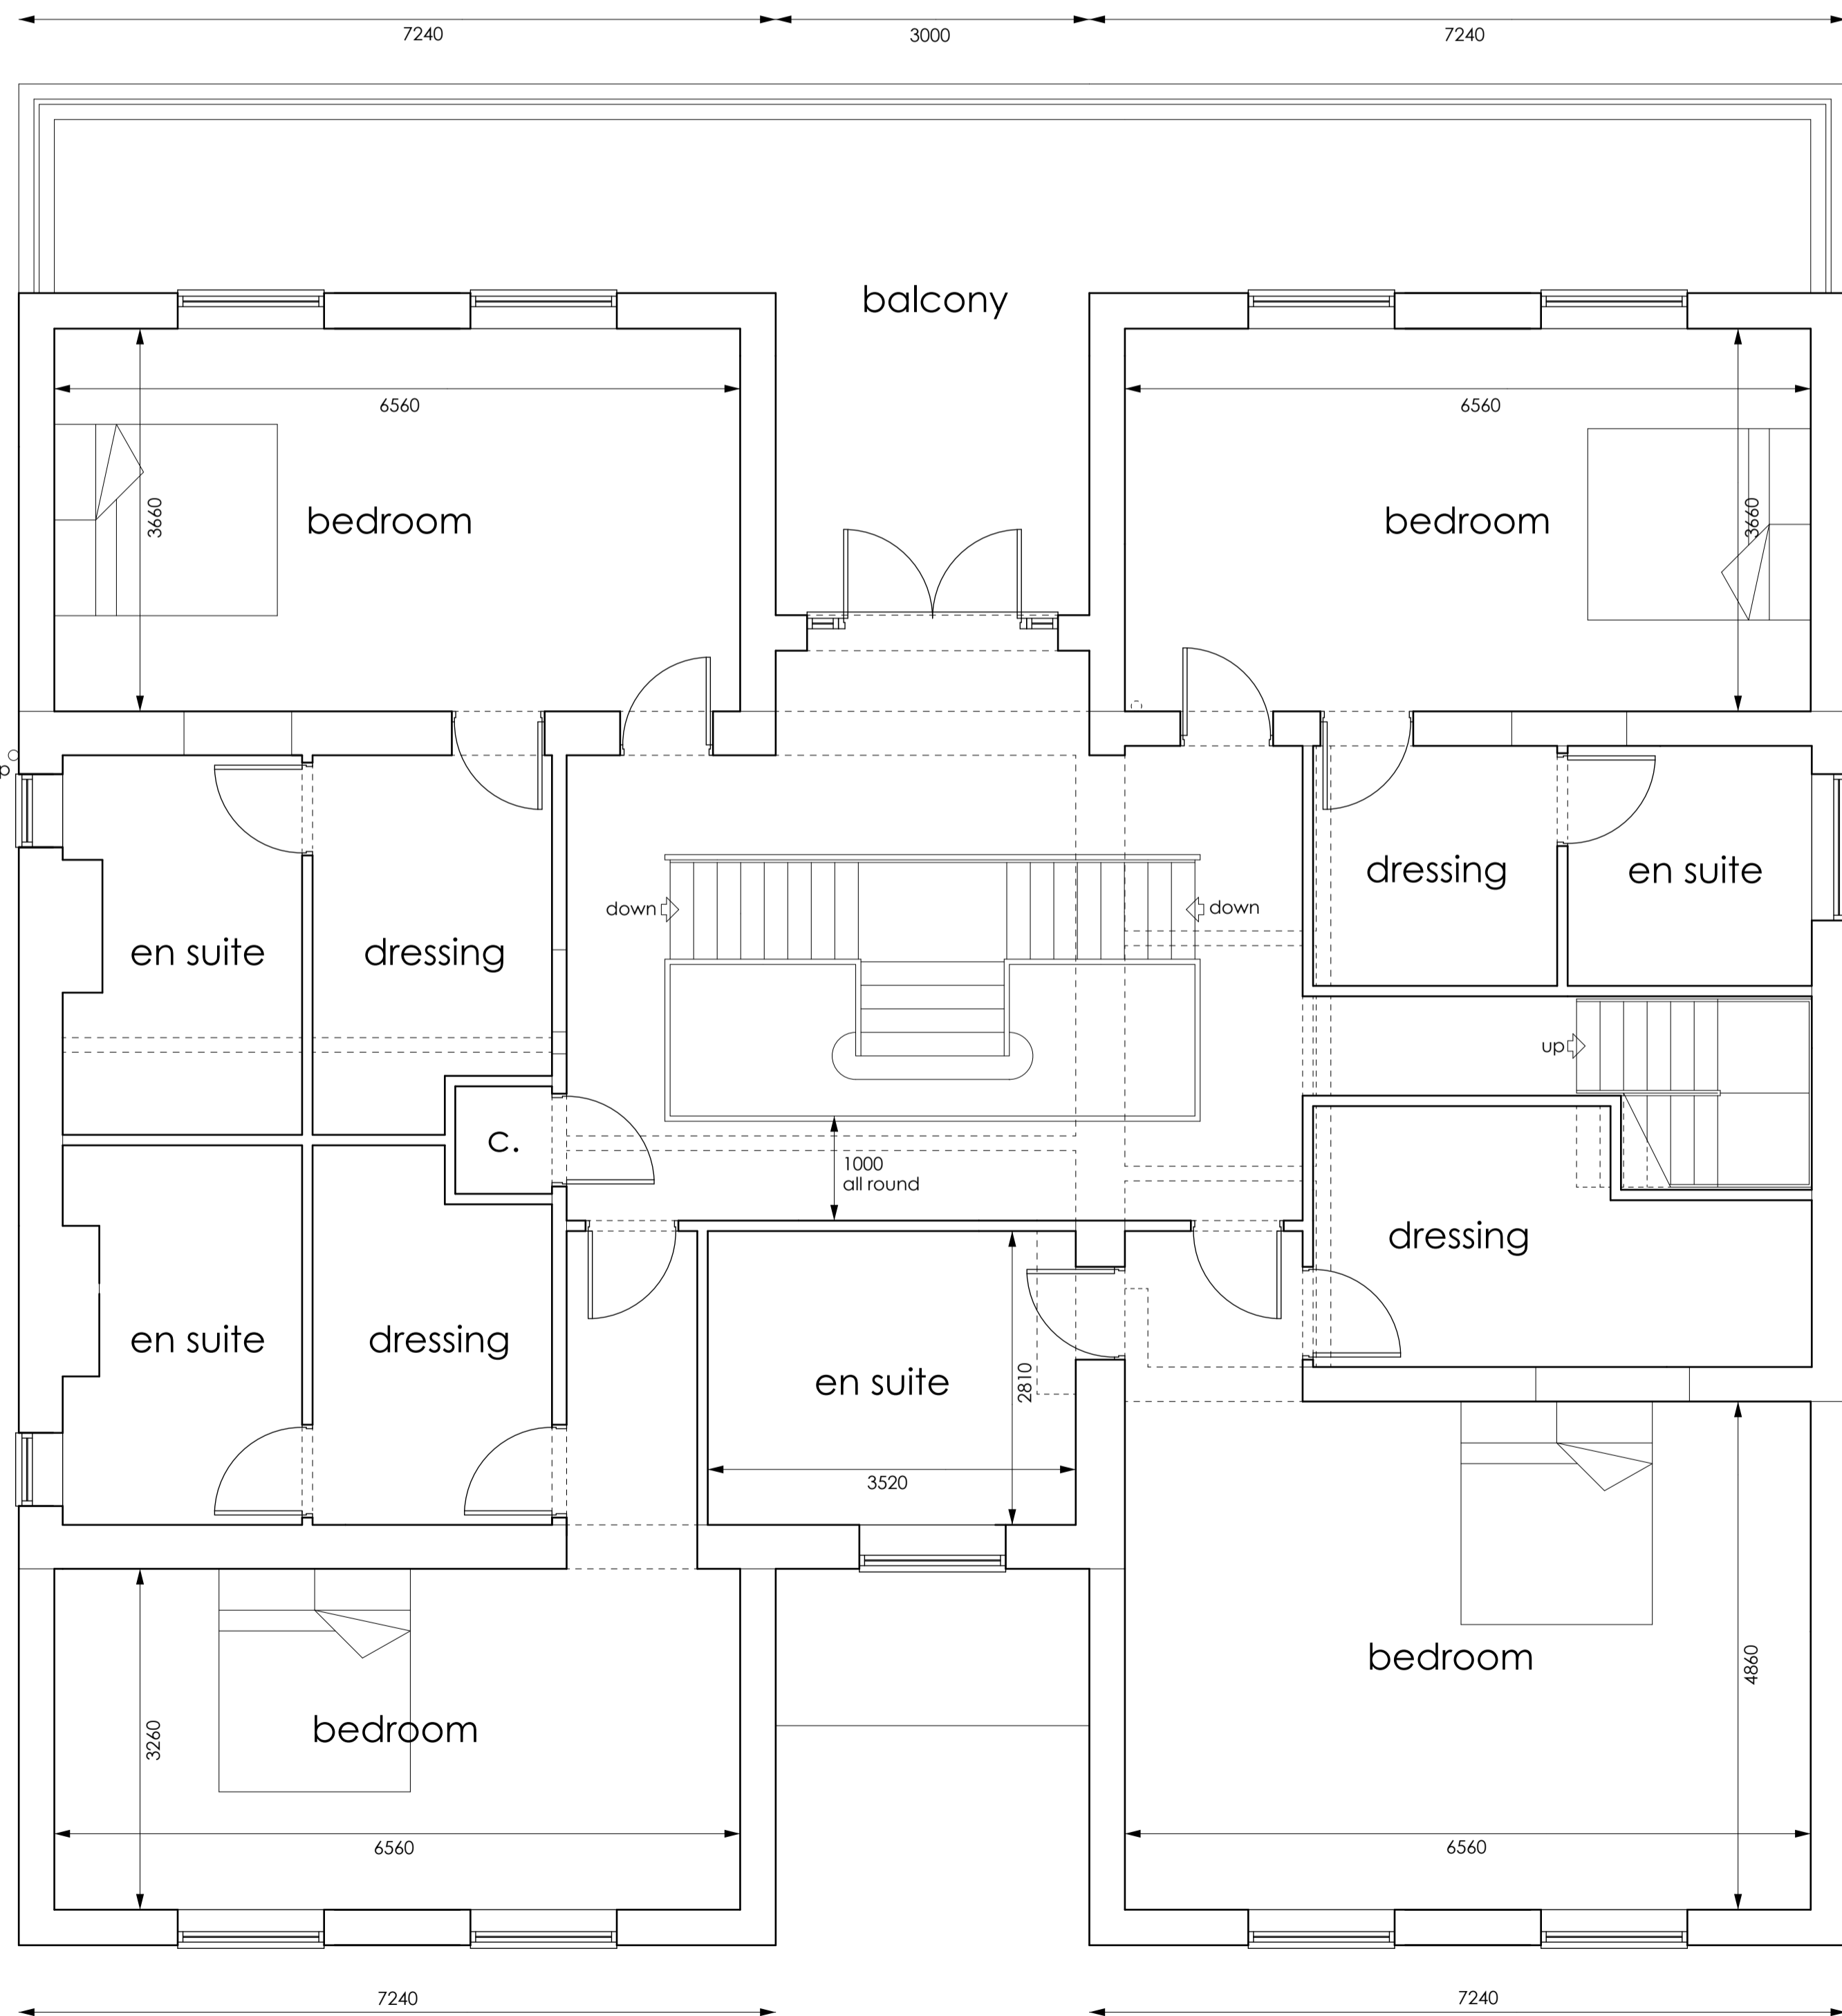 7240
3000
7240
balcony
6560
6560
3660
bedroom
bedroom
3660
p
dressing
en suite
down
down
en suite
dressing
up
c.
1000
all round
dressing
en suite
dressing
en suite
2810
3520
bedroom
4860
bedroom
3260
6560
6560
7240
7240